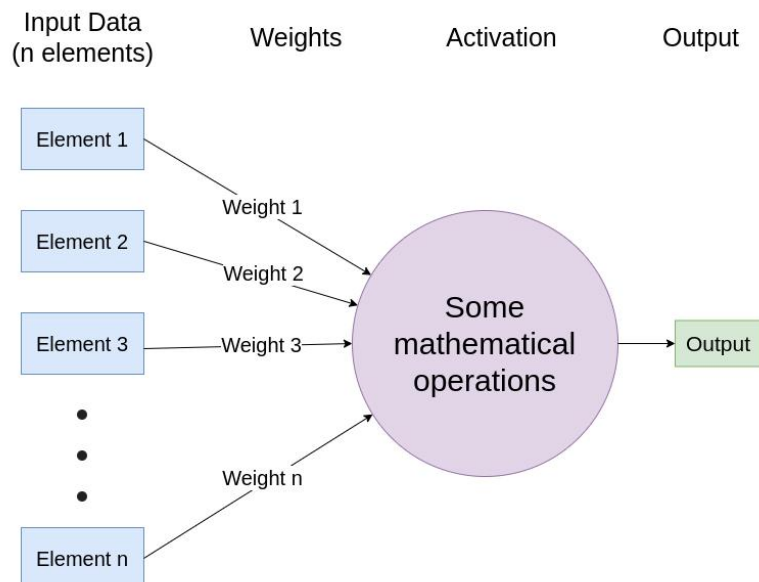 Input Data
(n elements)
Weights
Activation
Output
Element 1
Weight 1
Element 2
Weight 2
Element 3
Weight 3
Some
mathematical
operations
Output
Weight n
Element n